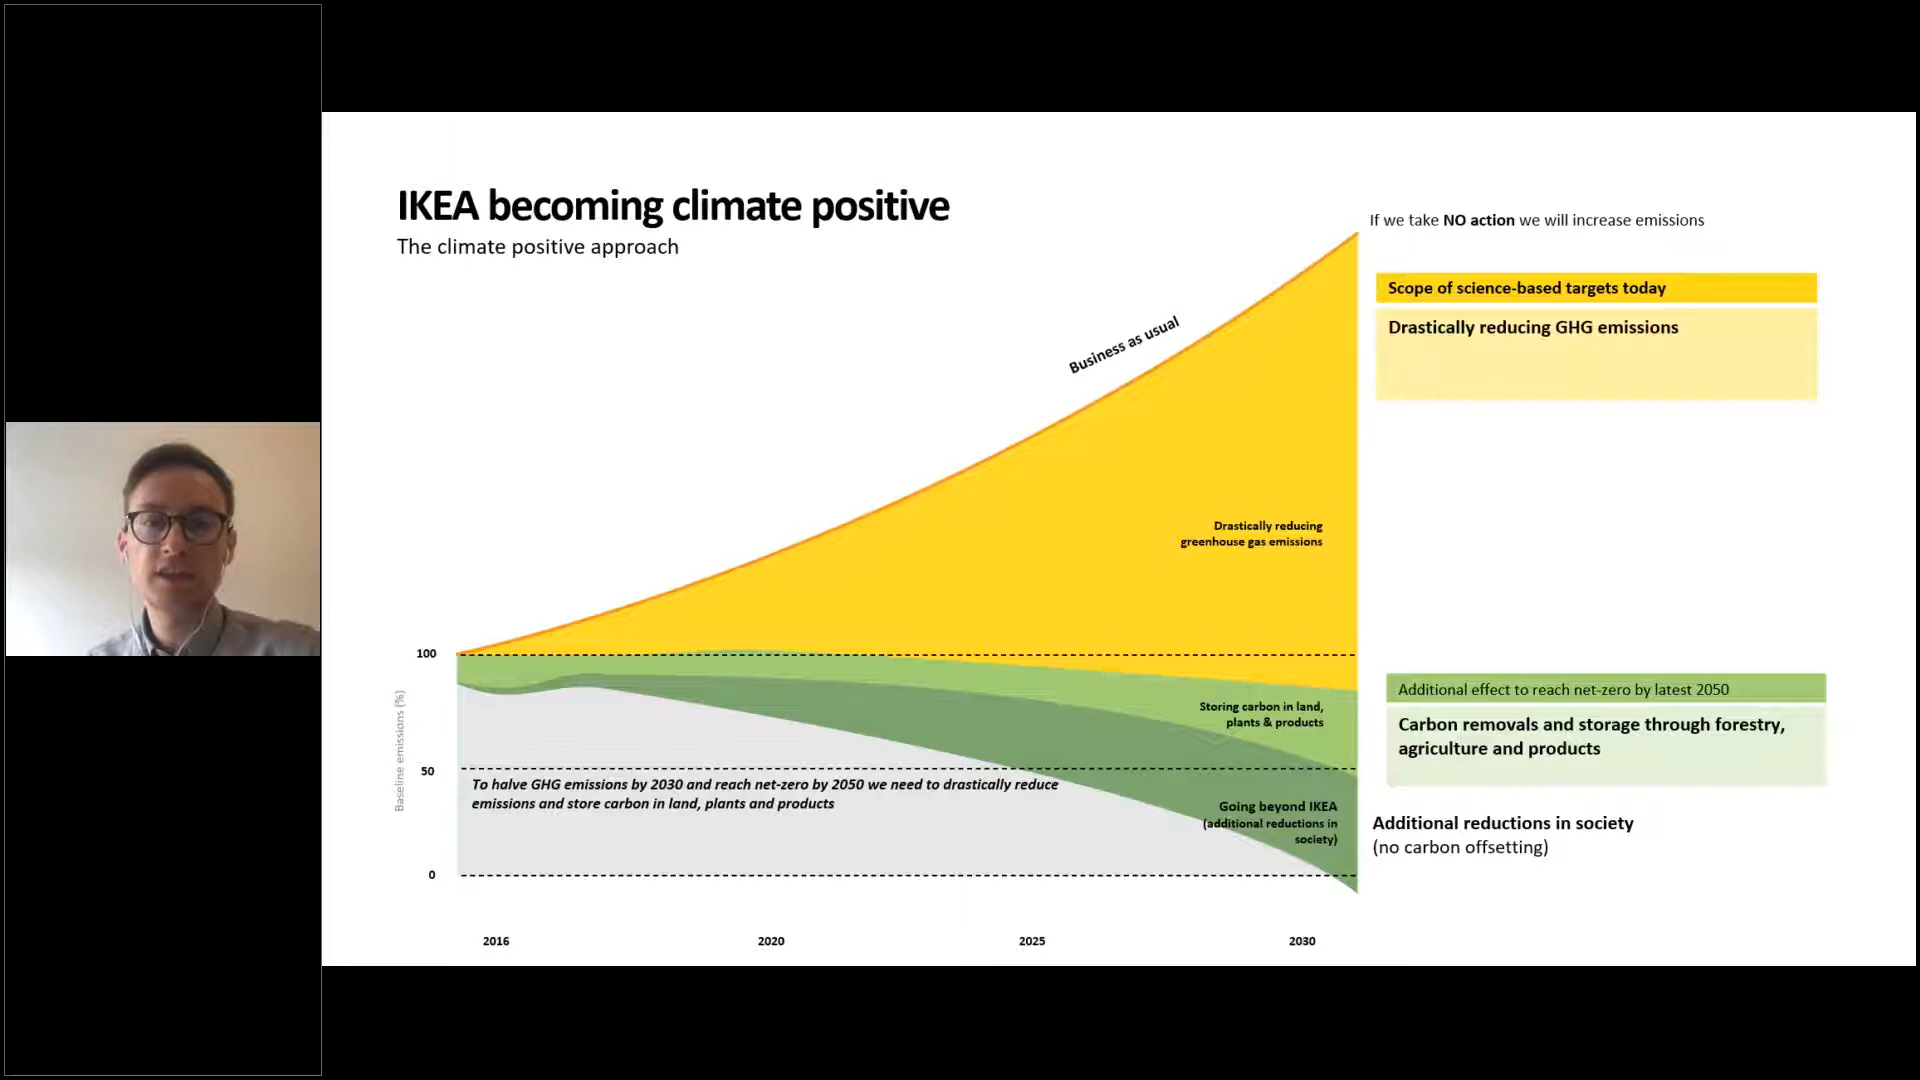 IKEA becoming climate positive
The climate positive approach
If we take NO action we will increase emissions
Scope of science-based targets today
Drastically reducing GHG emissions
Business as usual
Drastically reducing
greenhouse gas emissions
100
Storing carbon in land,
plants & products
Additional effect to reach net-zero by latest 2050
Carbon removals and storage through forestry,
agriculture and products
Baseline emissions (%)
50
To halve GHG emissions by 2030 and reach net-zero by 2050 we need to drastically reduce
emissions and store carbon in land, plants and products
Going beyond IKEA
(additional reductions in
society)
Additional reductions in society
(no carbon offsetting)
0
2016
2020
2025
2030